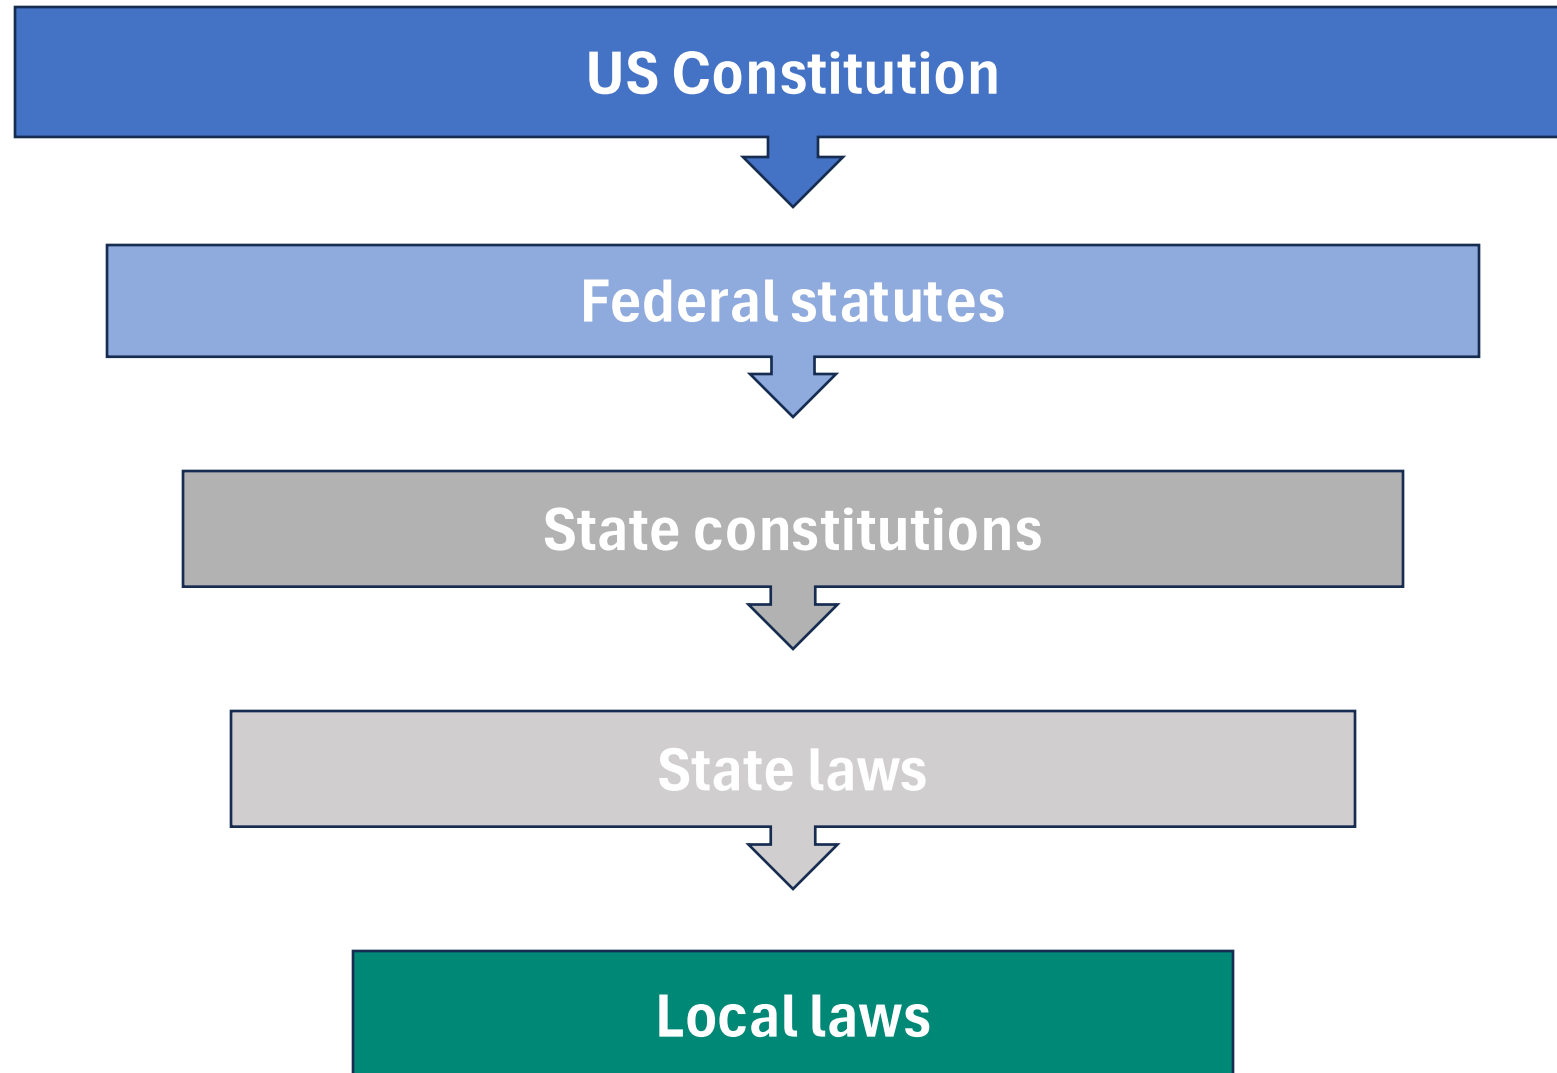 US Constitution
Federal statutes
State constitutions
State laws
Local laws